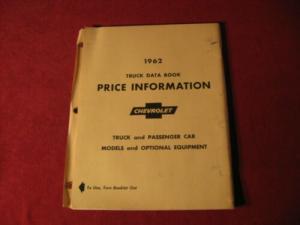 1962
TRUCK DATA BOOK
PRICE INFORMATION
CHEVROLET
TRUCK and PASSENGER CAR
MODELS and OPTIONAL EQUIPMENT
To Use, Turn Booklet Over